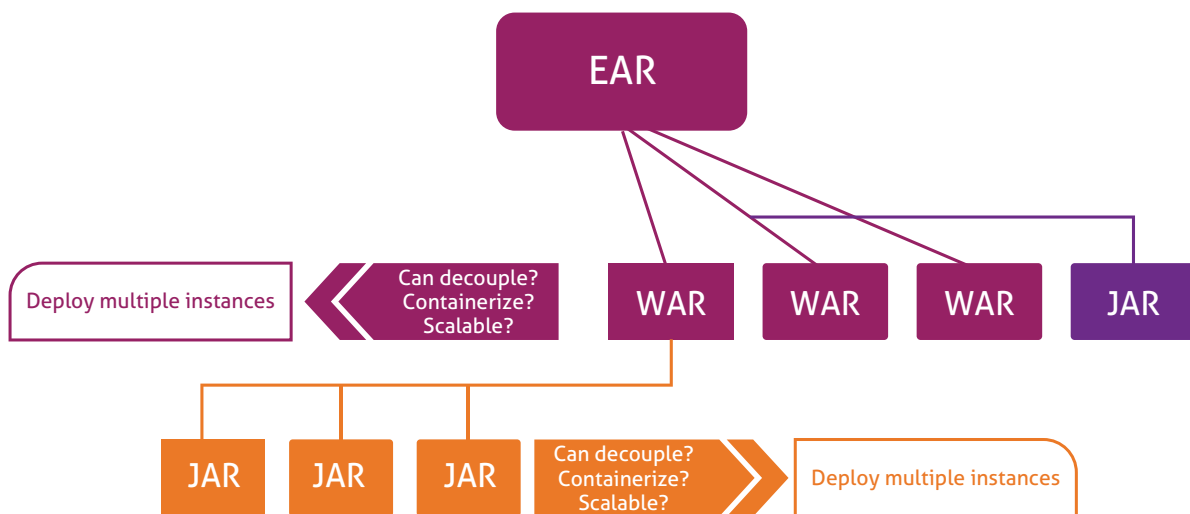 EAR
Deploy multiple instances
Can decouple?
Containerize?
Scalable?
WAR
WAR
WAR
JAR
JAR
JAR
JAR
Can decouple?
Containerize?
Scalable?
Deploy multiple instances